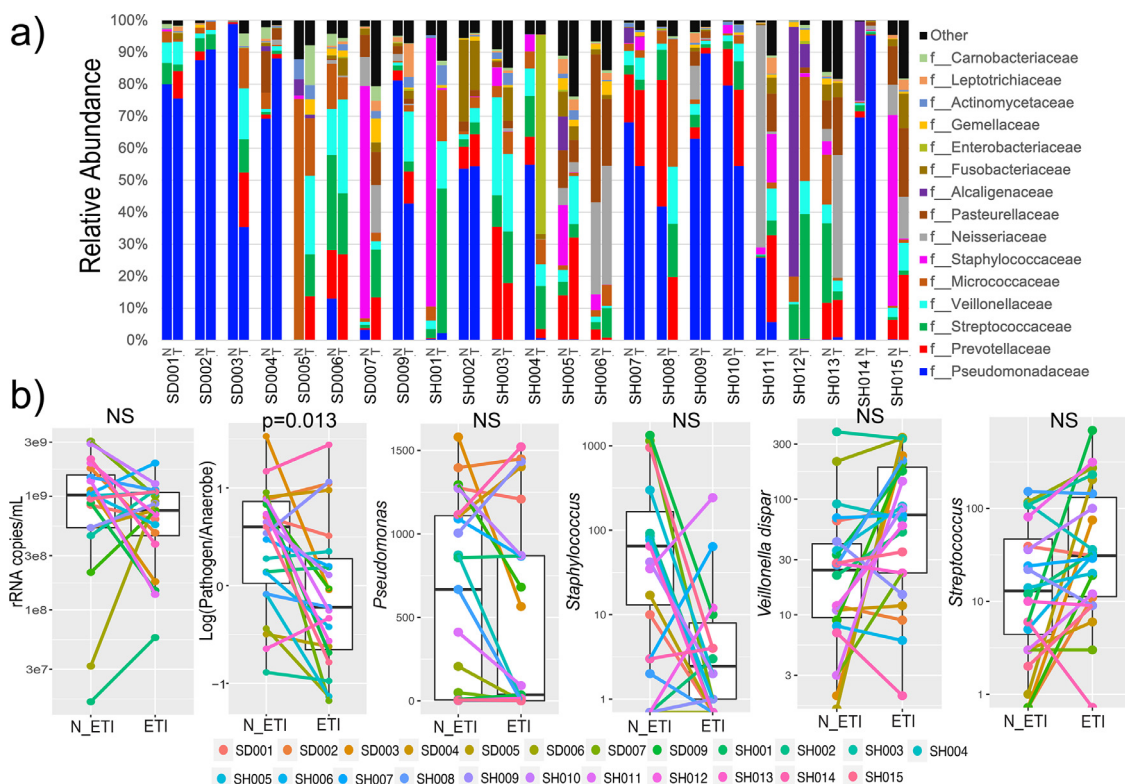 a)
Relative Abundance
100%
90%
80%
70%
60%
50%
40%
30%
20%
10%
0%
N T N T N T N T N T N T N T N T N T N T N T N T N T N T N T N T N T N T N T N T N T N T N T
SD001 SD002 SD003 SD004 SD005 SD006 SD007 SD009 SH001 SH002 SH003 SH004 SH005 SH006 SH007 SH008 SH009 SH010 SH011 SH012 SH013 SH014 SH015
Other
f__Carnobacteriaceae
f__Leptotrichiaceae
f__Actinomycetaceae
f__Gemellaceae
f__Enterobacteriaceae
f__Fusobacteriaceae
f__Alcaligenaceae
f__Pasteurellaceae
f__Neisseriaceae
f__Staphylococcaceae
f__Micrococcaceae
f__Veillonellaceae
f__Streptococcaceae
f__Prevotellaceae
f__Pseudomonadaceae
b)
NS
rRNA copies/mL
3e9
1e9
3e8
1e8
3e7
N_ETI ETI
p=0.013
Log(Pathogen/Anaerobe)
1
0
−1
N_ETI ETI
NS
Pseudomonas
1500
1000
500
0
N_ETI ETI
NS
Staphylococcus
1000
100
10
1
N_ETI ETI
NS
Veillonella dispar
300
100
30
10
3
N_ETI ETI
NS
Streptococcus
100
10
1
N_ETI ETI
SD001 SD002 SD003 SD004 SD005 SD006 SD007 SD009 SH001 SH002 SH003 SH004
SH005 SH006 SH007 SH008 SH009 SH010 SH011 SH012 SH013 SH014 SH015